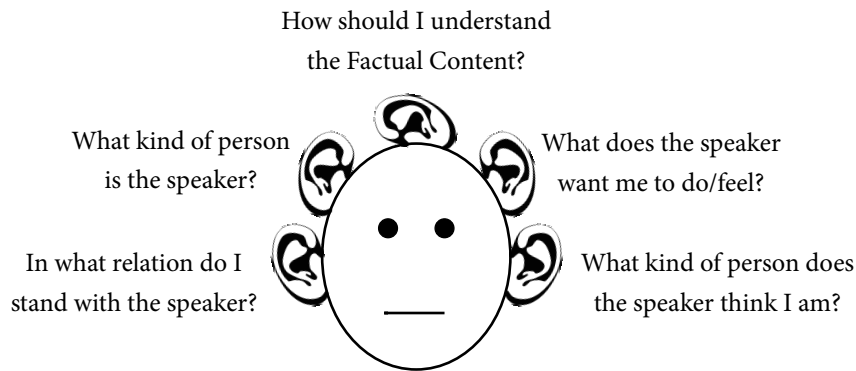 How should I understand
the Factual Content?
What kind of person
is the speaker?
What does the speaker
want me to do/feel?
In what relation do I
stand with the speaker?
What kind of person does
the speaker think I am?